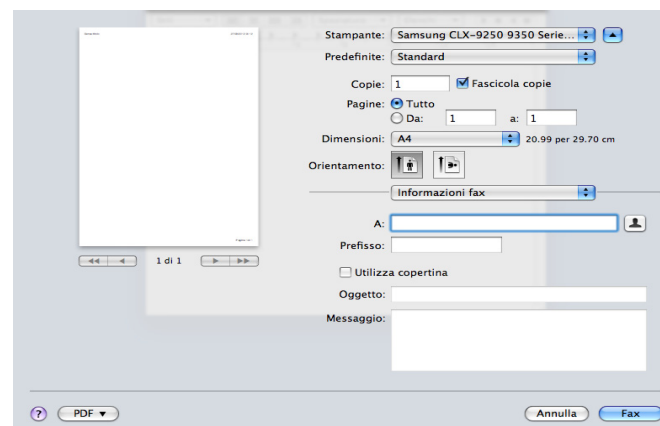 Stampante: Samsung CLX-9250 9350 Serie...
Predefinite: Standard
Copie: 1 Fascicola copie
Pagine: Tutto
Da: 1 a: 1
Dimensioni: A4 20.99 per 29.70 cm
Orientamento:
Informazioni fax
A:
Prefisso:
1 di 1
Utilizza copertina
Oggetto:
Messaggio:
? PDF Annulla Fax